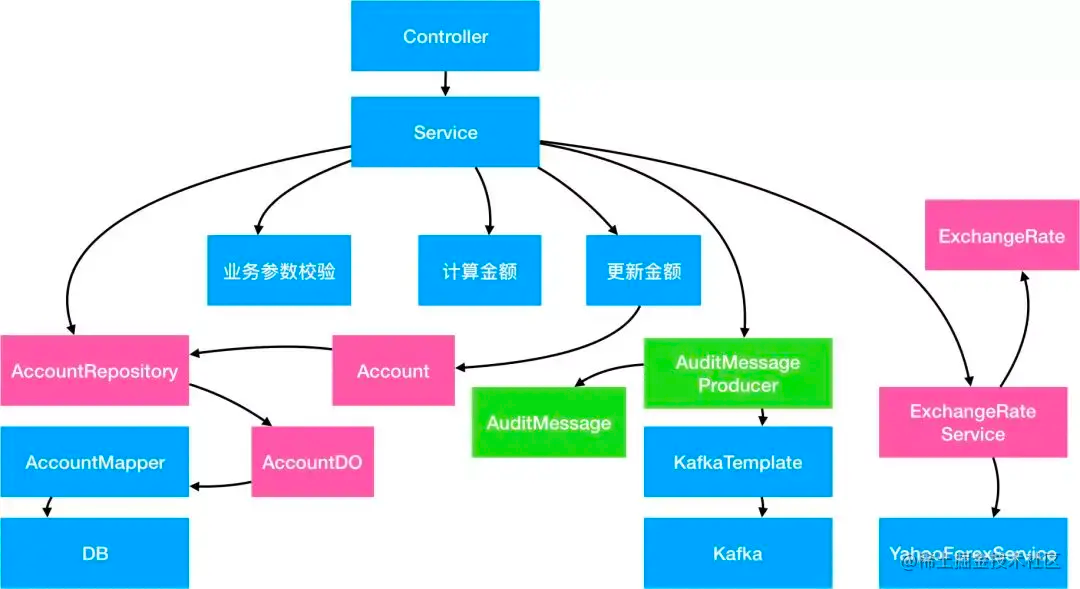 Controller
Service
ExchangeRate
业务参数校验
计算金额
更新金额
AccountRepository
Account
AuditMessage
Producer
AuditMessage
ExchangeRate
Service
AccountMapper
AccountDO
KafkaTemplate
DB
Kafka
YahooForexService
@稀土掘金技术社区